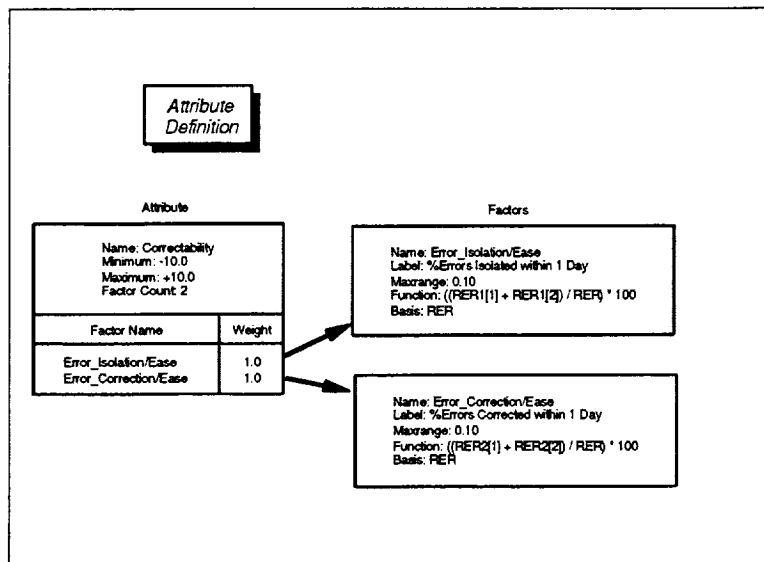 Attribute
Definition
Attribute
Name: Correctability
Minimum: -10.0
Maximum: +10.0
Factor Count: 2
Factor Name Weight
Error_Isolation/Ease 1.0
Error_Correction/Ease 1.0
Factors
Name: Error_Isolation/Ease
Label: %Errors Isolated within 1 Day
Maxrange: 0.10
Function: ((RER1[1] + RER1[2]) / RER) * 100
Basis: RER
Name: Error_Correction/Ease
Label: %Errors Corrected within 1 Day
Maxrange: 0.10
Function: ((RER2[1] + RER2[2]) / RER) * 100
Basis: RER